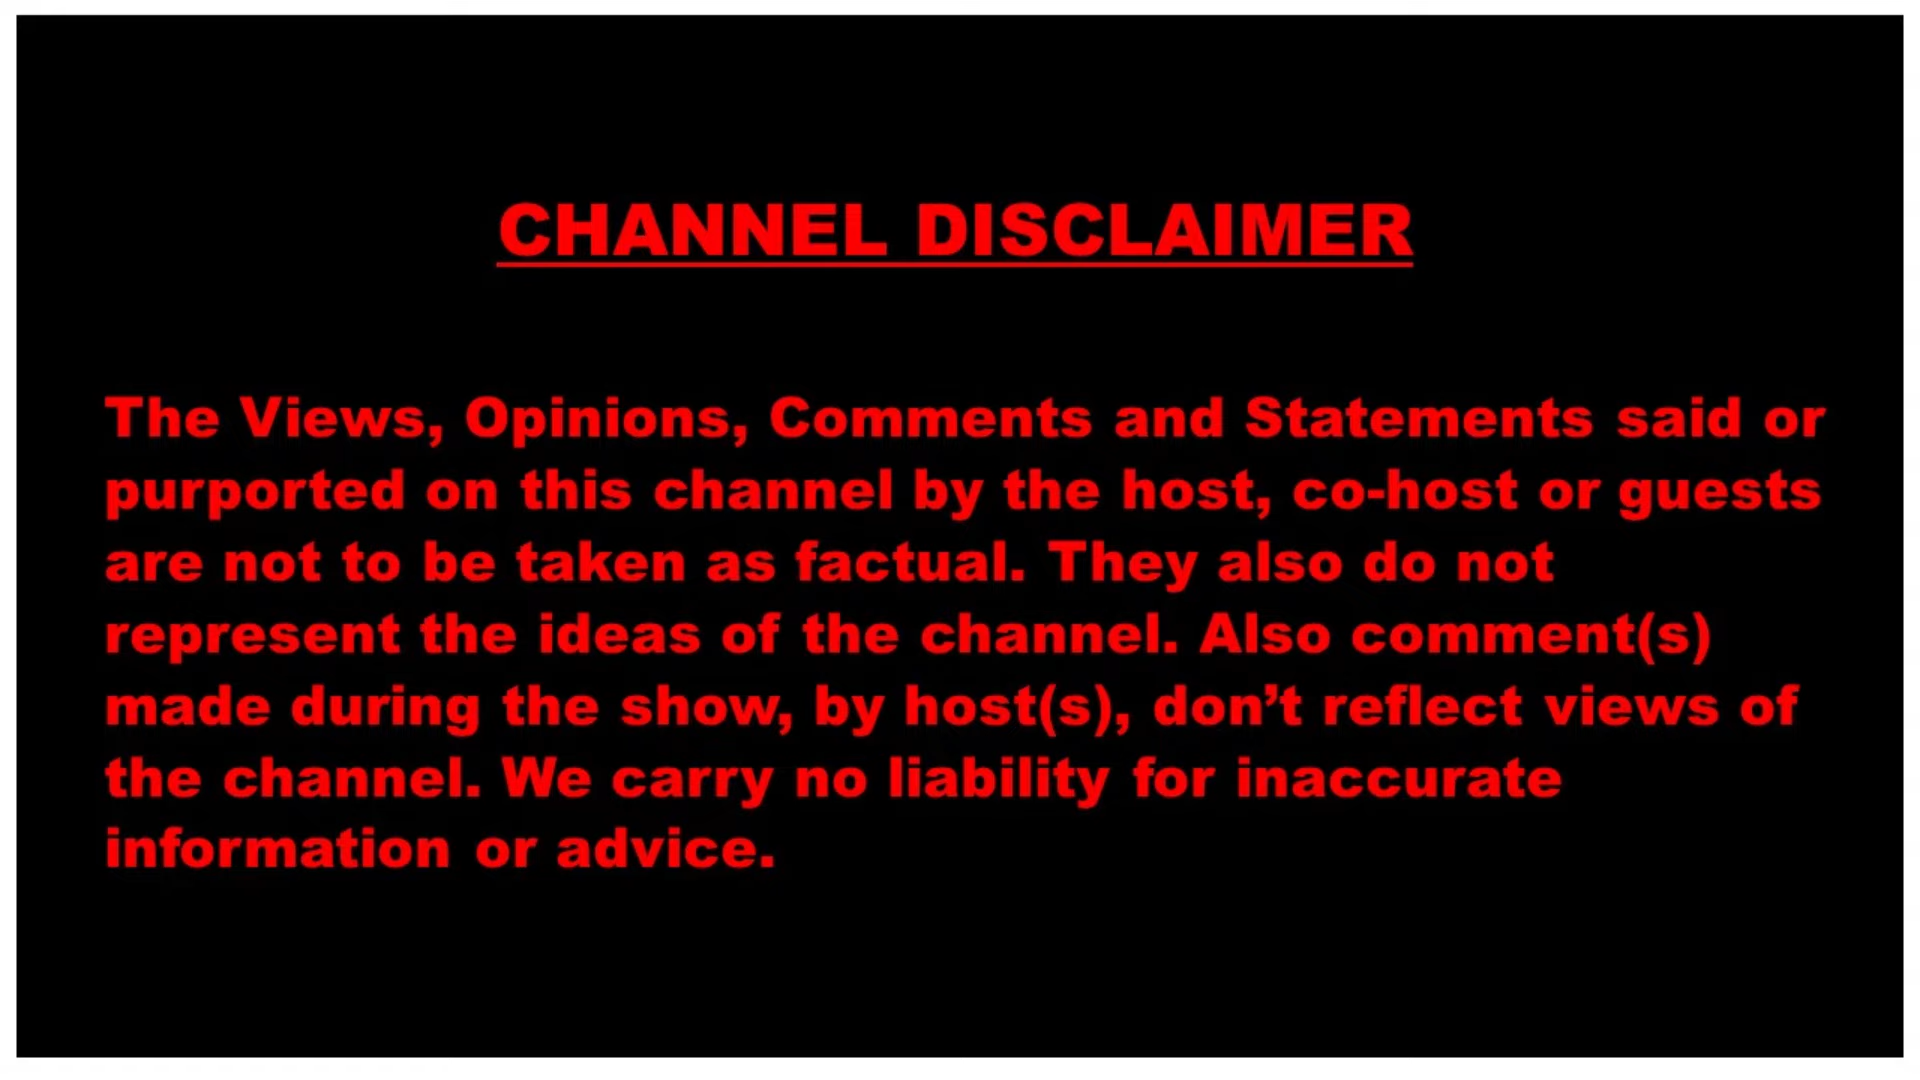 CHANNEL DISCLAIMER
The Views, Opinions, Comments and Statements said or
purported on this channel by the host, co-host or guests
are not to be taken as factual. They also do not
represent the ideas of the channel. Also comment(s)
made during the show, by host(s), don’t reflect views of
the channel. We carry no liability for inaccurate
information or advice.